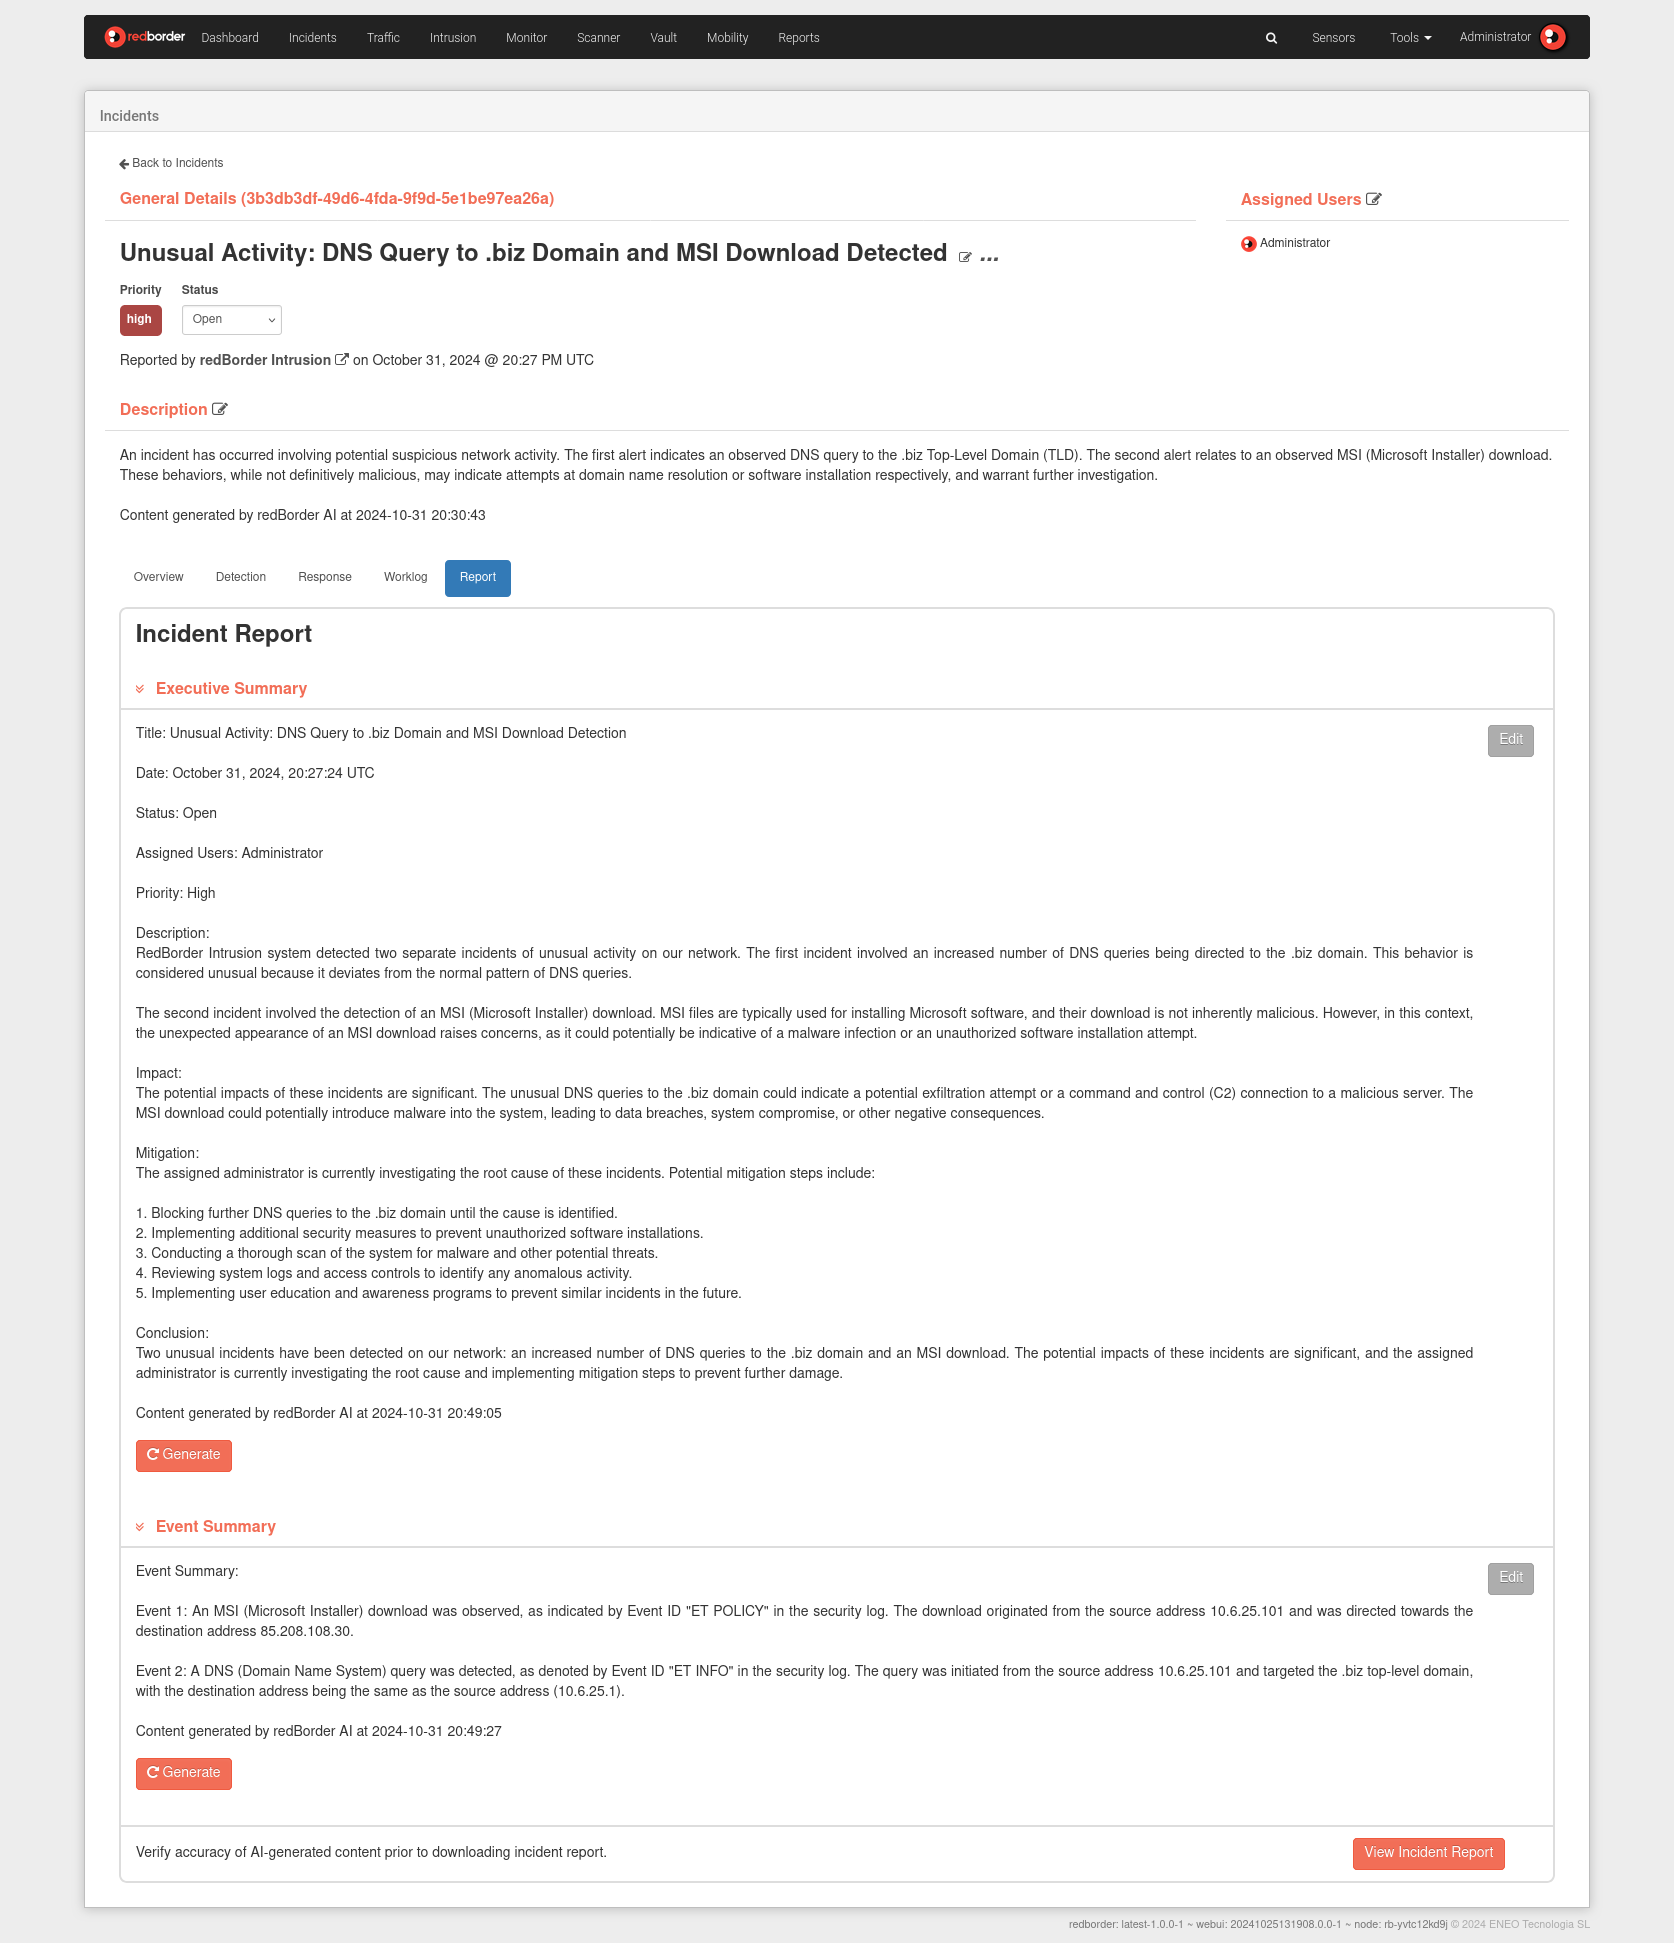 redborder Dashboard Incidents Traffic Intrusion Monitor Scanner Vault Mobility Reports Sensors Tools Administrator
Incidents
Back to Incidents
General Details (3b3db3df-49d6-4fda-9f9d-5e1be97ea26a)
Assigned Users
Unusual Activity: DNS Query to .biz Domain and MSI Download Detected ...
Administrator
Priority Status
high Open
Reported by redBorder Intrusion on October 31, 2024 @ 20:27 PM UTC
Description
An incident has occurred involving potential suspicious network activity. The first alert indicates an observed DNS query to the .biz Top-Level Domain (TLD). The second alert relates to an observed MSI (Microsoft Installer) download.
These behaviors, while not definitively malicious, may indicate attempts at domain name resolution or software installation respectively, and warrant further investigation.
Content generated by redBorder AI at 2024-10-31 20:30:43
Overview Detection Response Worklog Report
Incident Report
Executive Summary
Title: Unusual Activity: DNS Query to .biz Domain and MSI Download Detection
Edit
Date: October 31, 2024, 20:27:24 UTC
Status: Open
Assigned Users: Administrator
Priority: High
Description:
RedBorder Intrusion system detected two separate incidents of unusual activity on our network. The first incident involved an increased number of DNS queries being directed to the .biz domain. This behavior is
considered unusual because it deviates from the normal pattern of DNS queries.
The second incident involved the detection of an MSI (Microsoft Installer) download. MSI files are typically used for installing Microsoft software, and their download is not inherently malicious. However, in this context,
the unexpected appearance of an MSI download raises concerns, as it could potentially be indicative of a malware infection or an unauthorized software installation attempt.
Impact:
The potential impacts of these incidents are significant. The unusual DNS queries to the .biz domain could indicate a potential exfiltration attempt or a command and control (C2) connection to a malicious server. The
MSI download could potentially introduce malware into the system, leading to data breaches, system compromise, or other negative consequences.
Mitigation:
The assigned administrator is currently investigating the root cause of these incidents. Potential mitigation steps include:
1. Blocking further DNS queries to the .biz domain until the cause is identified.
2. Implementing additional security measures to prevent unauthorized software installations.
3. Conducting a thorough scan of the system for malware and other potential threats.
4. Reviewing system logs and access controls to identify any anomalous activity.
5. Implementing user education and awareness programs to prevent similar incidents in the future.
Conclusion:
Two unusual incidents have been detected on our network: an increased number of DNS queries to the .biz domain and an MSI download. The potential impacts of these incidents are significant, and the assigned
administrator is currently investigating the root cause and implementing mitigation steps to prevent further damage.
Content generated by redBorder AI at 2024-10-31 20:49:05
Generate
Event Summary
Event Summary:
Edit
Event 1: An MSI (Microsoft Installer) download was observed, as indicated by Event ID "ET POLICY" in the security log. The download originated from the source address 10.6.25.101 and was directed towards the
destination address 85.208.108.30.
Event 2: A DNS (Domain Name System) query was detected, as denoted by Event ID "ET INFO" in the security log. The query was initiated from the source address 10.6.25.101 and targeted the .biz top-level domain,
with the destination address being the same as the source address (10.6.25.1).
Content generated by redBorder AI at 2024-10-31 20:49:27
Generate
Verify accuracy of AI-generated content prior to downloading incident report.
View Incident Report
redborder: latest-1.0.0-1 ~ webui: 20241025131908.0.0-1 ~ node: rb-yvtc12kd9j © 2024 ENEO Tecnologia SL